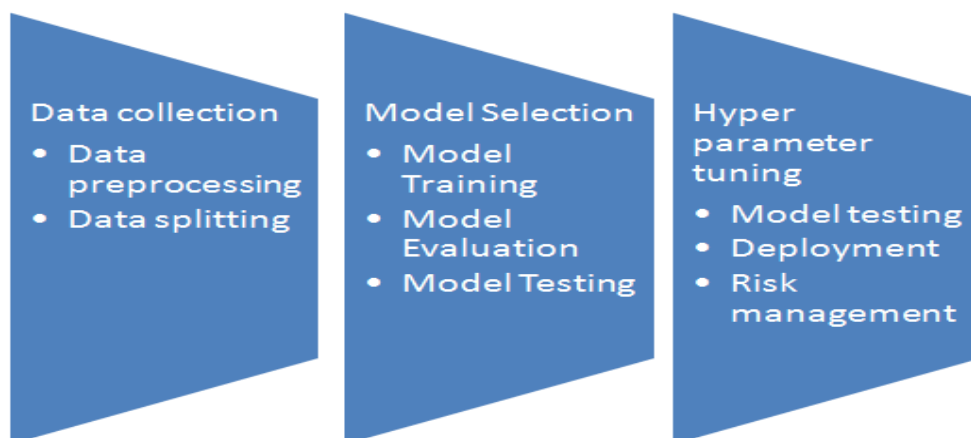 Data collection
• Data
preprocessing
• Data splitting
Model Selection
• Model
Training
• Model
Evaluation
• Model Testing
Hyper
parameter
tuning
• Model testing
• Deployment
• Risk
management